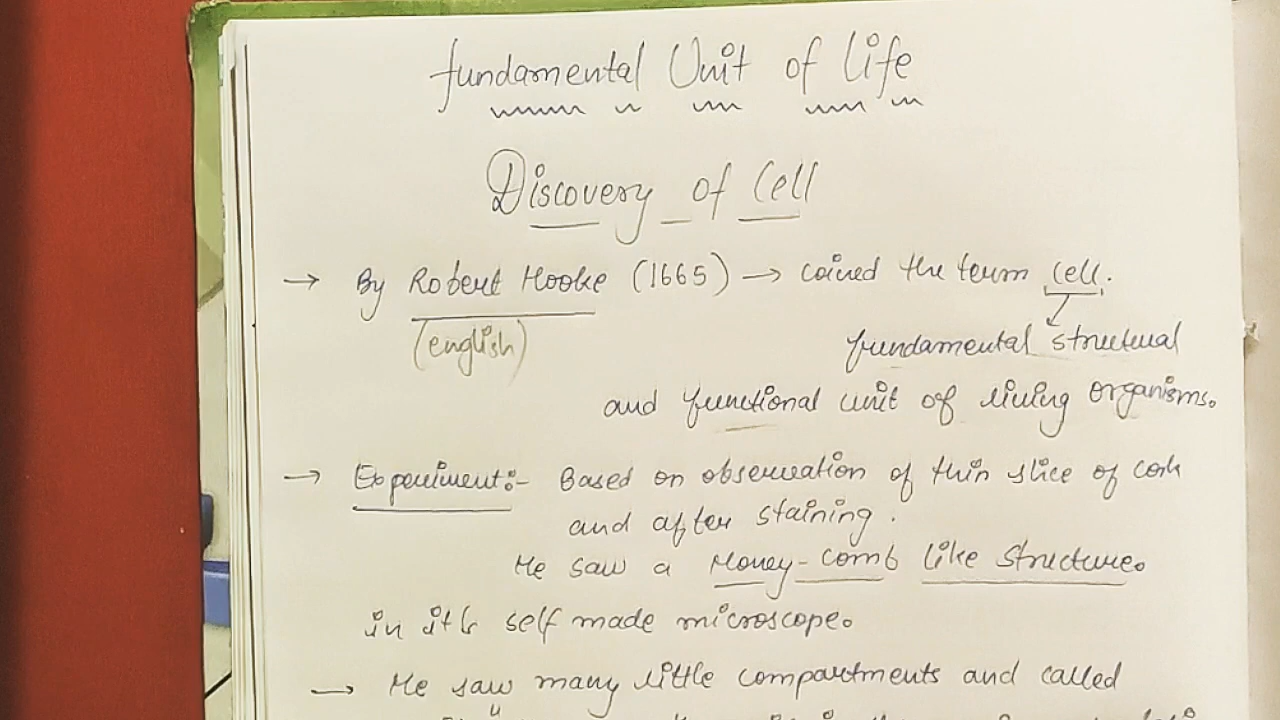 fundamental Unit of life
Discovery of Cell
→ By Robert Hooke (1665) → coined the term cell.
(english)
fundamental structural
and functional unit of living organisms.
→ Experiment:- Based on observation of thin slice of cork
and after staining.
He saw a Honey-comb like structure.
in it's self made microscope.
→ He saw many little compartments and called